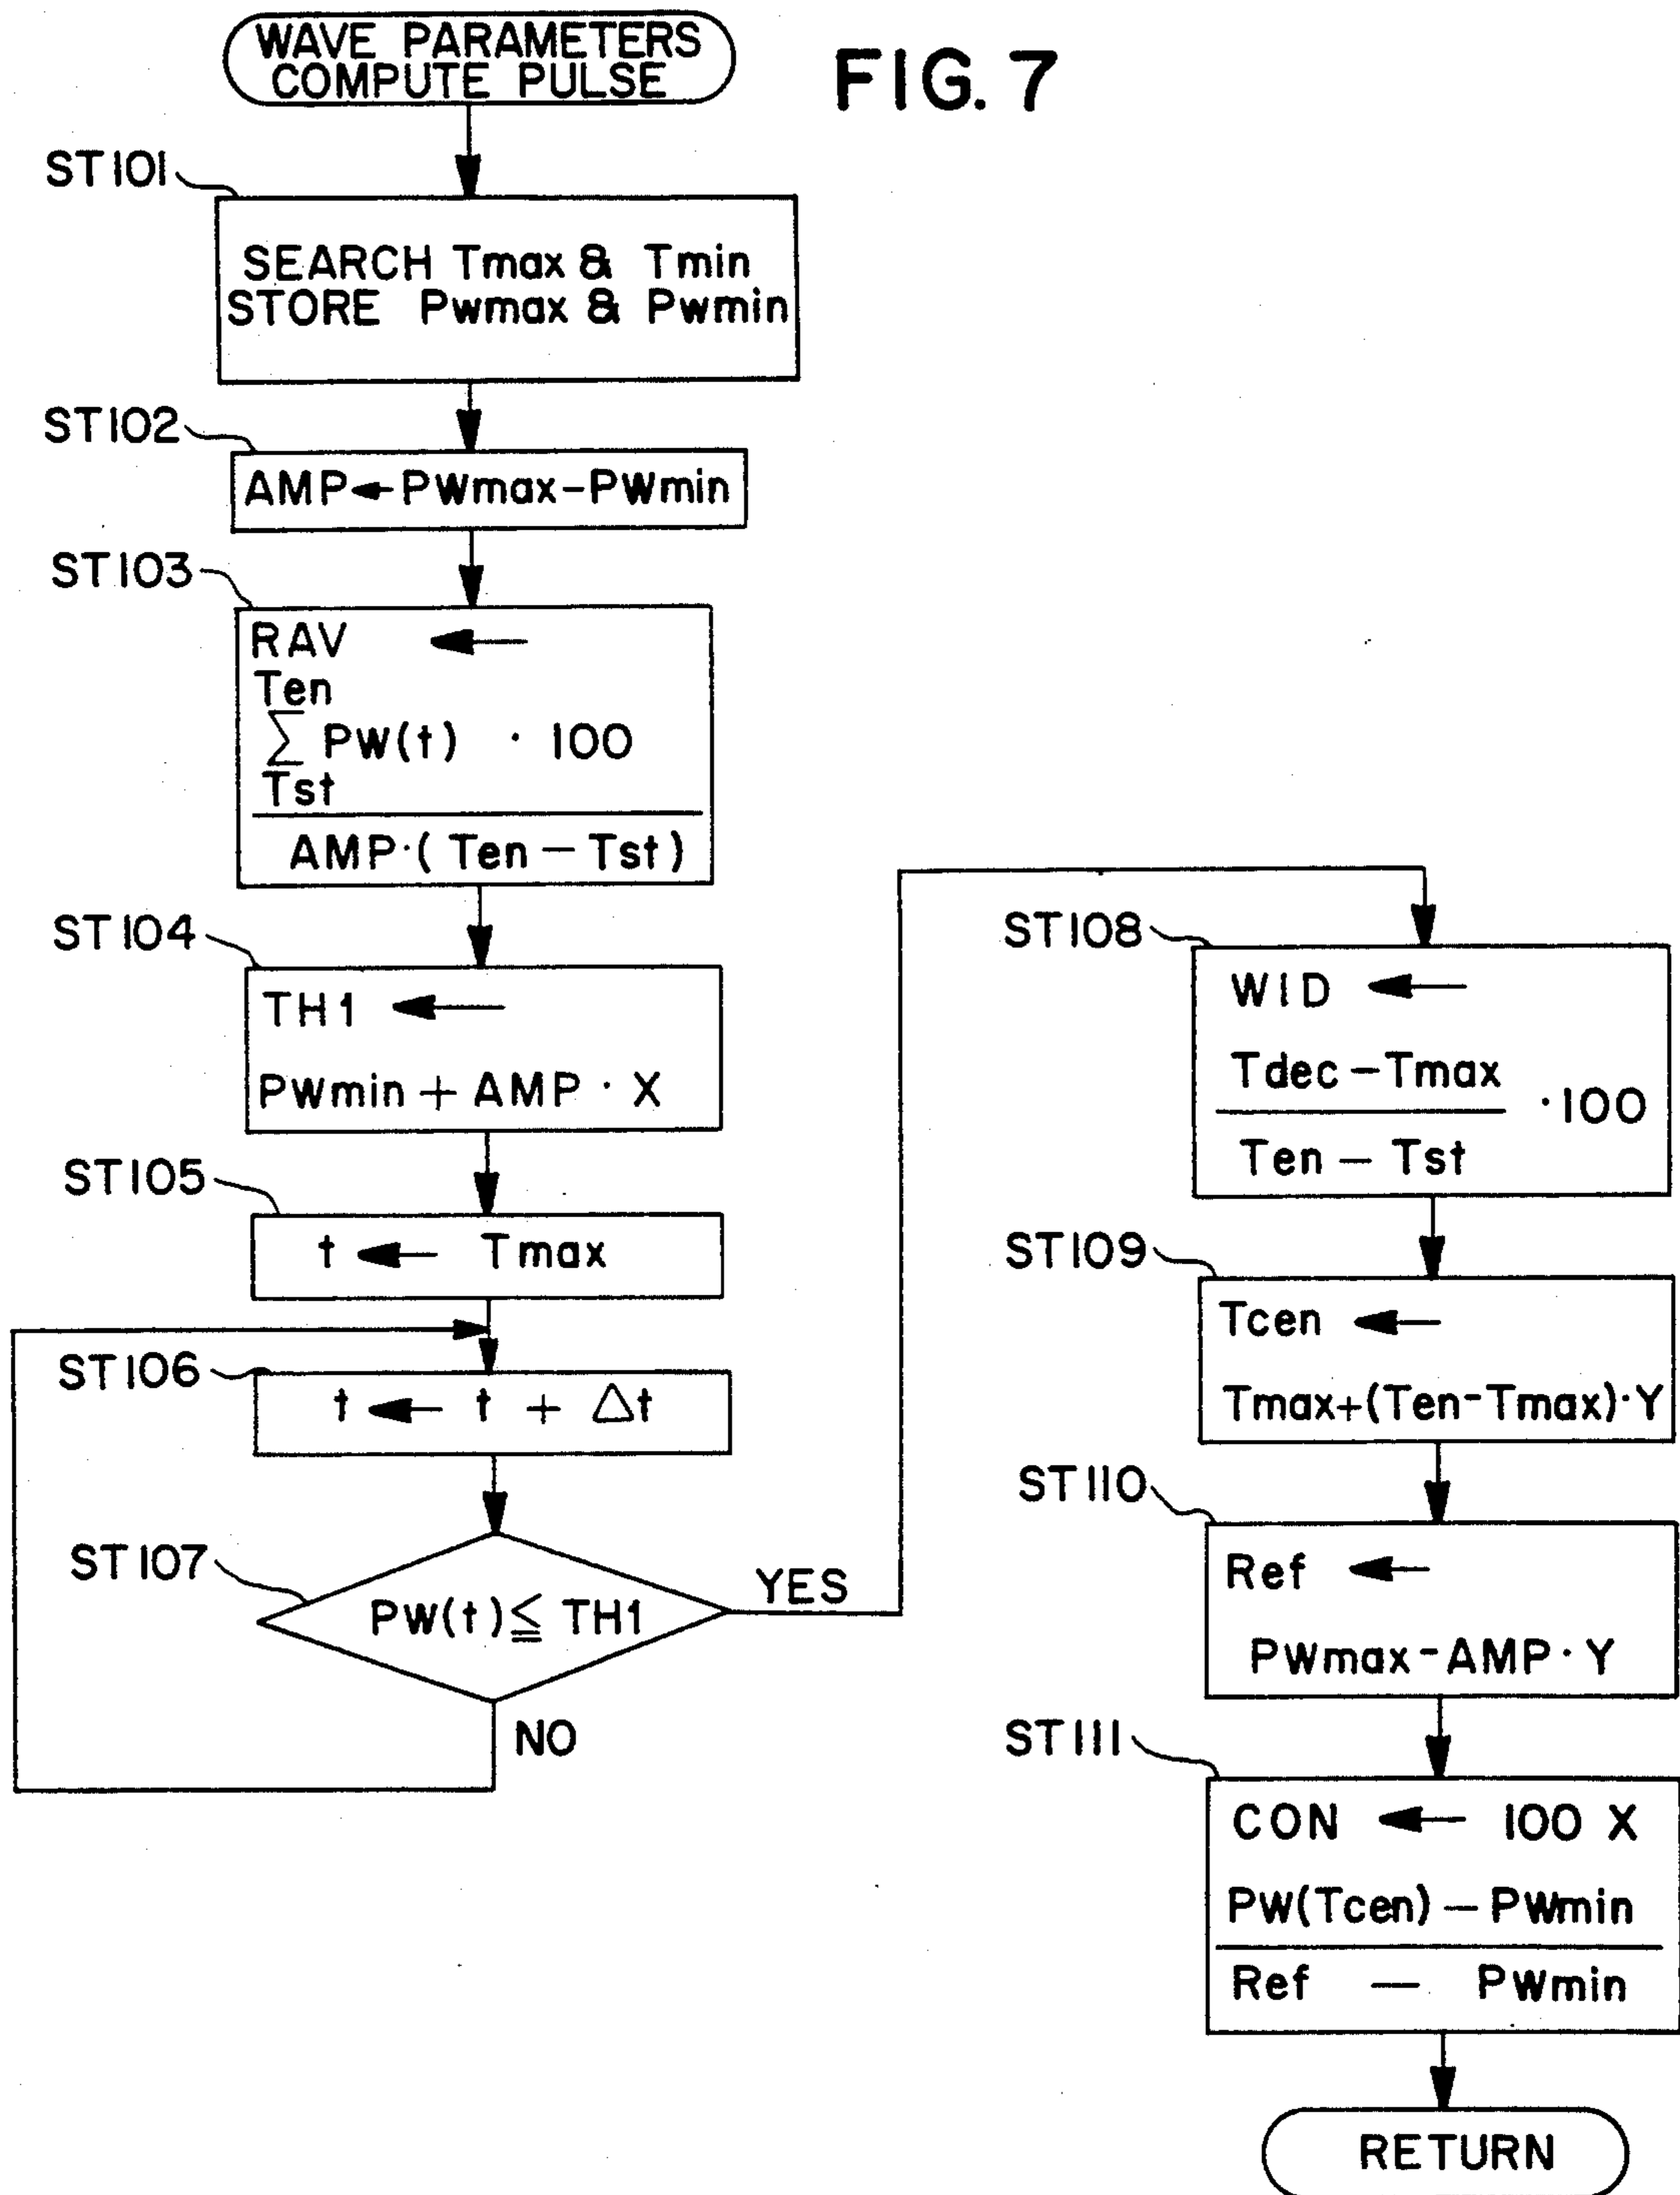 WAVE PARAMETERS
COMPUTE PULSE
FIG. 7
ST101
SEARCH Tmax & Tmin
STORE Pwmax & Pwmin
ST102
AMP ← PWmax-PWmin
ST103
RAV ←
Ten
∑ PW(t) · 100
Tst
AMP·(Ten - Tst)
ST104
TH1 ←
PWmin + AMP · X
ST105
t ← Tmax
ST106
t ← t + Δt
ST107
PW(t) ≦ TH1
YES
NO
ST108
WID ←
Tdec - Tmax
·100
Ten - Tst
ST109
Tcen ←
Tmax+(Ten-Tmax)·Y
ST110
Ref ←
PWmax-AMP·Y
ST111
CON ← 100 X
PW(Tcen) - PWmin
Ref - PWmin
RETURN